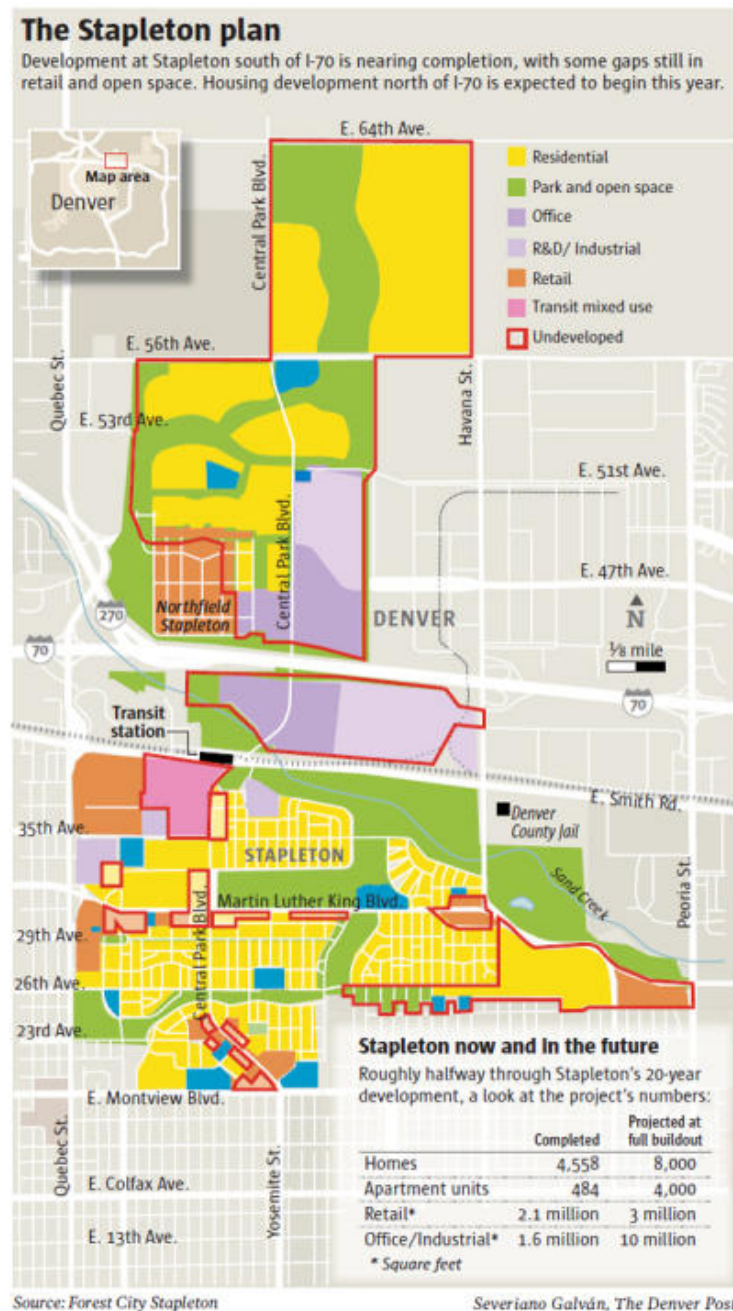 The Stapleton plan
Development at Stapleton south of I-70 is nearing completion, with some gaps still in
retail and open space. Housing development north of I-70 is expected to begin this year.
E. 64th Ave.
Map area
Denver
Central Park Blvd.
Residential
Park and open space
Office
R&D/ Industrial
Retail
Transit mixed use
Undeveloped
E. 56th Ave.
Quebec St.
Havana St.
E. 53rd Ave.
E. 51st Ave.
Central Park Blvd.
E. 47th Ave.
Northfield
Stapleton
DENVER
N
270
⅛ mile
70
70
Transit
station
E. Smith Rd.
Denver
County Jail
35th Ave.
STAPLETON
Sand Creek
Peoria St.
Martin Luther King Blvd.
Central Park Blvd.
29th Ave.
26th Ave.
23rd Ave.
Stapleton now and in the future
Roughly halfway through Stapleton's 20-year
development, a look at the project's numbers:
Completed Projected at full buildout
Homes 4,558 8,000
Apartment units 484 4,000
Retail* 2.1 million 3 million
Office/Industrial* 1.6 million 10 million
* Square feet
E. Montview Blvd.
Quebec St.
E. Colfax Ave.
Yosemite St.
E. 13th Ave.
Source: Forest City Stapleton
Severiano Galván, The Denver Post